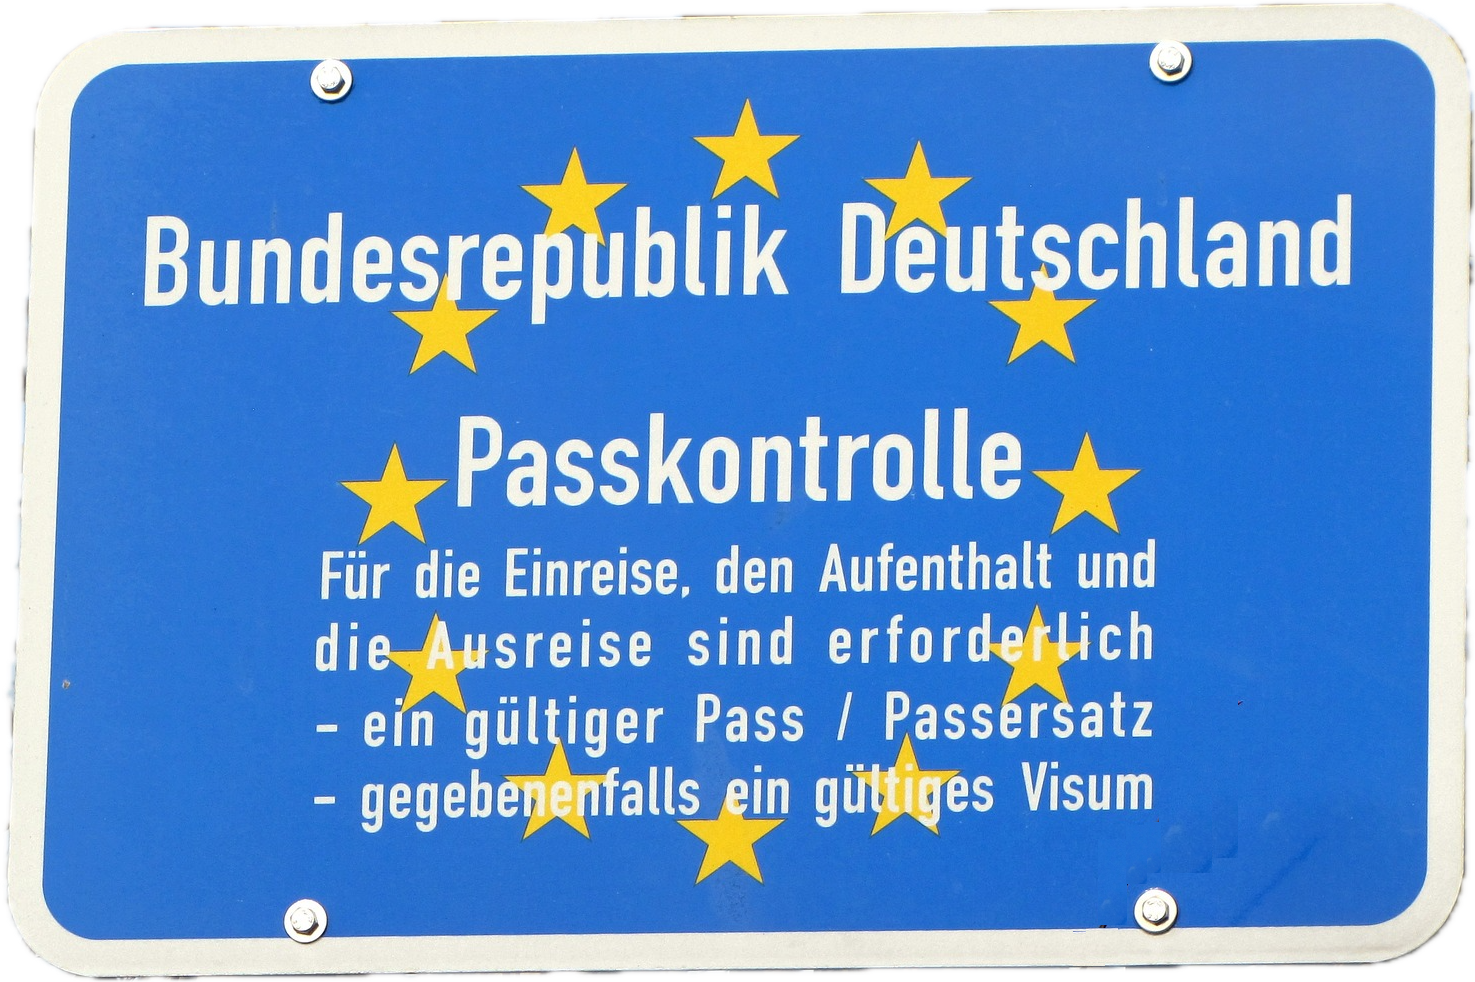 Bundesrepublik Deutschland
Passkontrolle
Für die Einreise, den Aufenthalt und
die Ausreise sind erforderlich
– ein gültiger Pass / Passersatz
– gegebenenfalls ein gültiges Visum